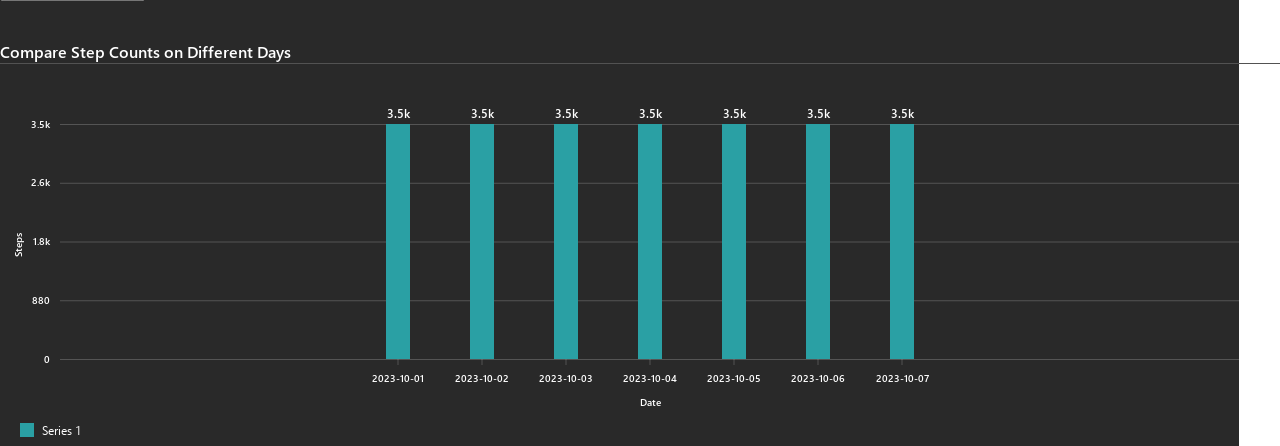 Compare Step Counts on Different Days
3.5k 3.5k 3.5k 3.5k 3.5k 3.5k 3.5k
3.5k
2.6k
1.8k
880
0
Steps
2023-10-01 2023-10-02 2023-10-03 2023-10-04 2023-10-05 2023-10-06 2023-10-07
Date
Series 1